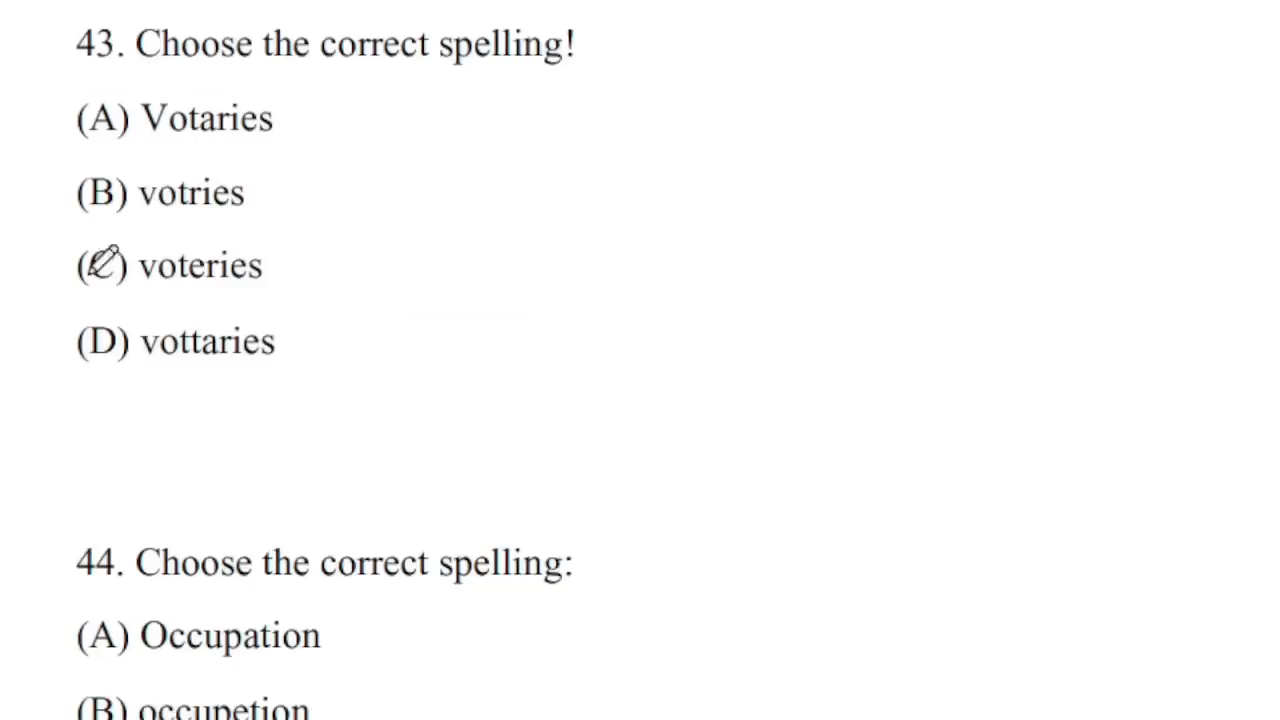 43. Choose the correct spelling!
(A) Votaries
(B) votries
(C) voteries
(D) vottaries
44. Choose the correct spelling:
(A) Occupation
(B) occupetion